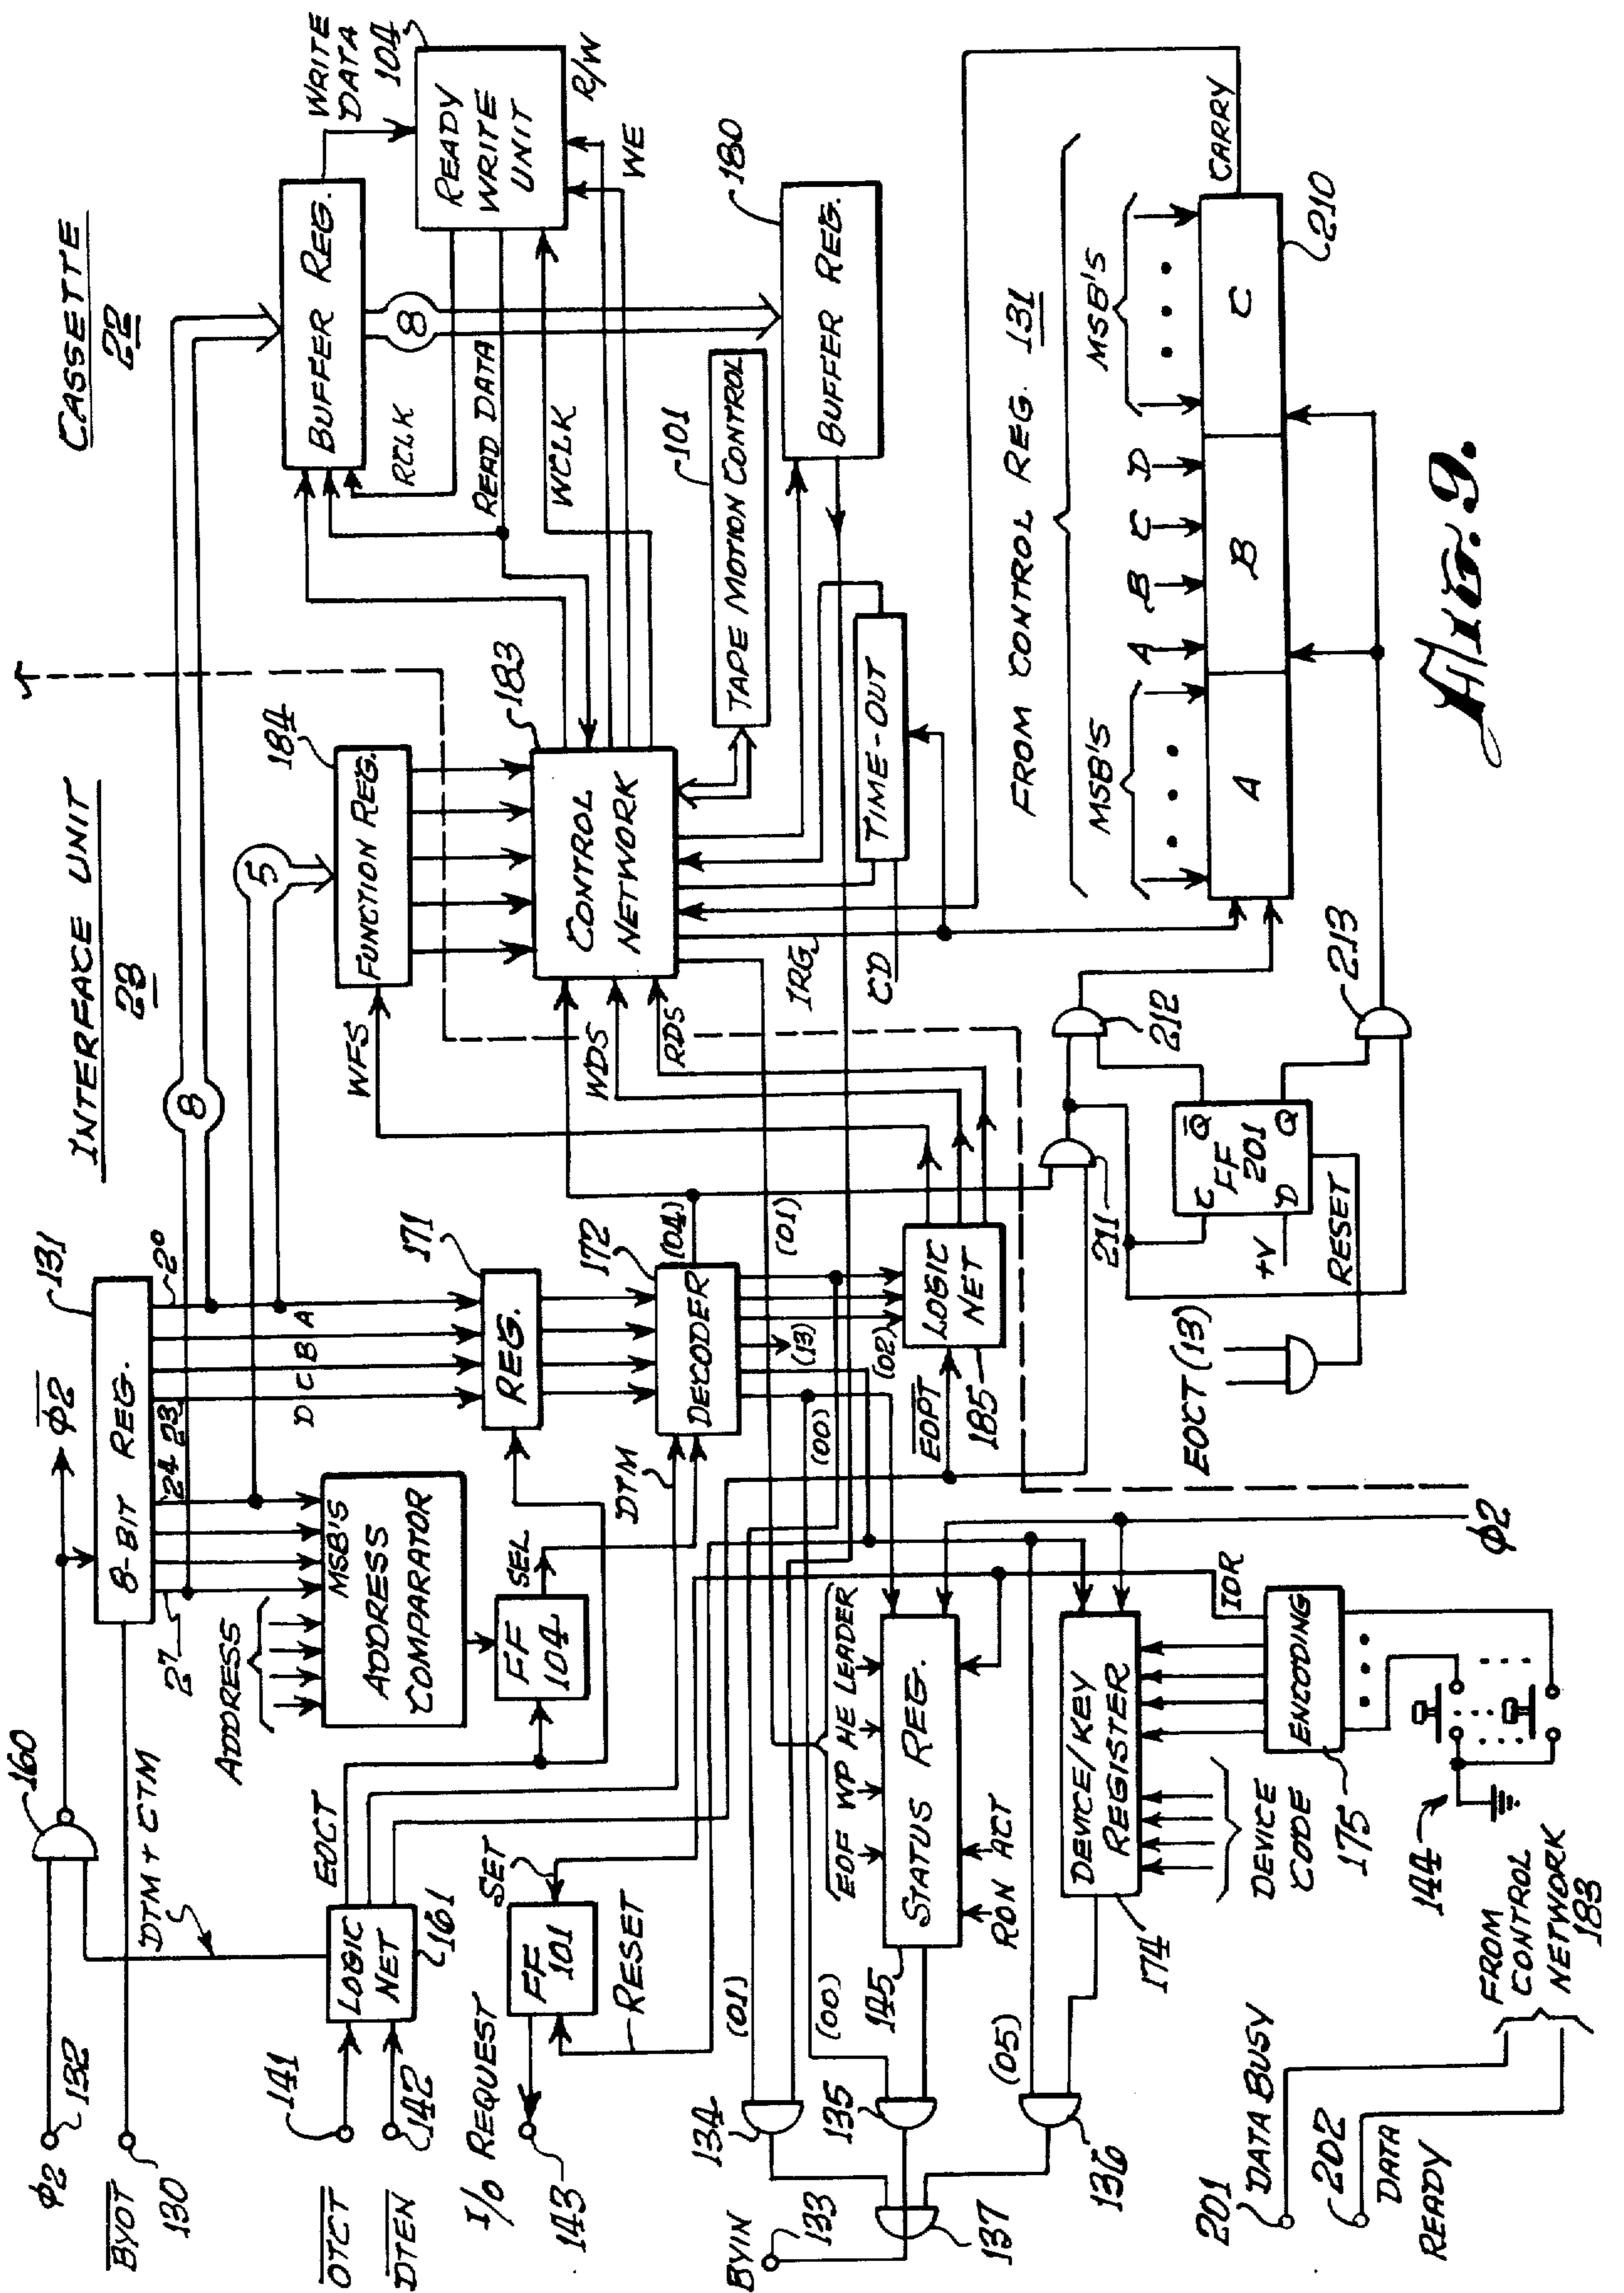 CASSETTE
22
INTERFACE UNIT
23
WRITE
DATA
104
READY
WRITE
UNIT
R/W
WE
BUFFER REG.
RCLK
READ DATA
WCLK
8
180
BUFFER REG.
101
TAPE MOTION CONTROL
TIME-OUT
CD
IRG
184
FUNCTION REG.
183
CONTROL
NETWORK
WFS
WDS
RDS
5
8
131
8-BIT REG.
φ2
2⁰
2³
2⁴
2⁷
D C B A
171
REG.
172
DECODER
(04)
(01)
(13)
(02)
(00)
DTM
LOGIC
NET
185
EOPT
MSB'S
ADDRESS
COMPARATOR
ADDRESS
FF
104
SEL
160
DTM + CTM
EOCT
LOGIC
NET
161
φ2
132
BYOT
130
OTCT
141
DTEN
142
I/O REQUEST
143
FF
101
SET
RESET
(01)
(00)
(05)
134
135
136
137
BYIN
133
EOF WP HE LEADER
STATUS REG.
145
RDN ACT
DEVICE/KEY
REGISTER
174
DEVICE
CODE
175
ENCODING
IOR
φ2
144
FROM
CONTROL
NETWORK
183
201
DATA BUSY
202
DATA
READY
FROM CONTROL REG. 131
MSB'S
A B C D
MSB'S
A
B
C
CARRY
210
211
212
213
C
Q
FF
201
D
Q
+V
RESET
EOCT (13)
Fig. 9.